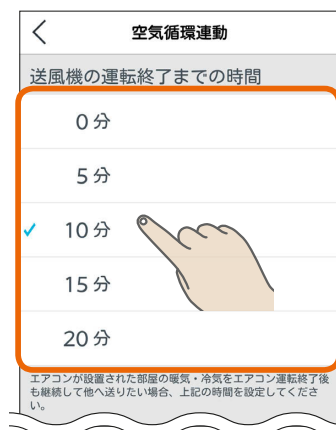 空気循環連動
送風機の運転終了までの時間
0分
5分
10分
15分
20分
エアコンが設置された部屋の暖気・冷気をエアコン運転終了後
も継続して他へ送りたい場合、上記の時間を設定してくださ
い。